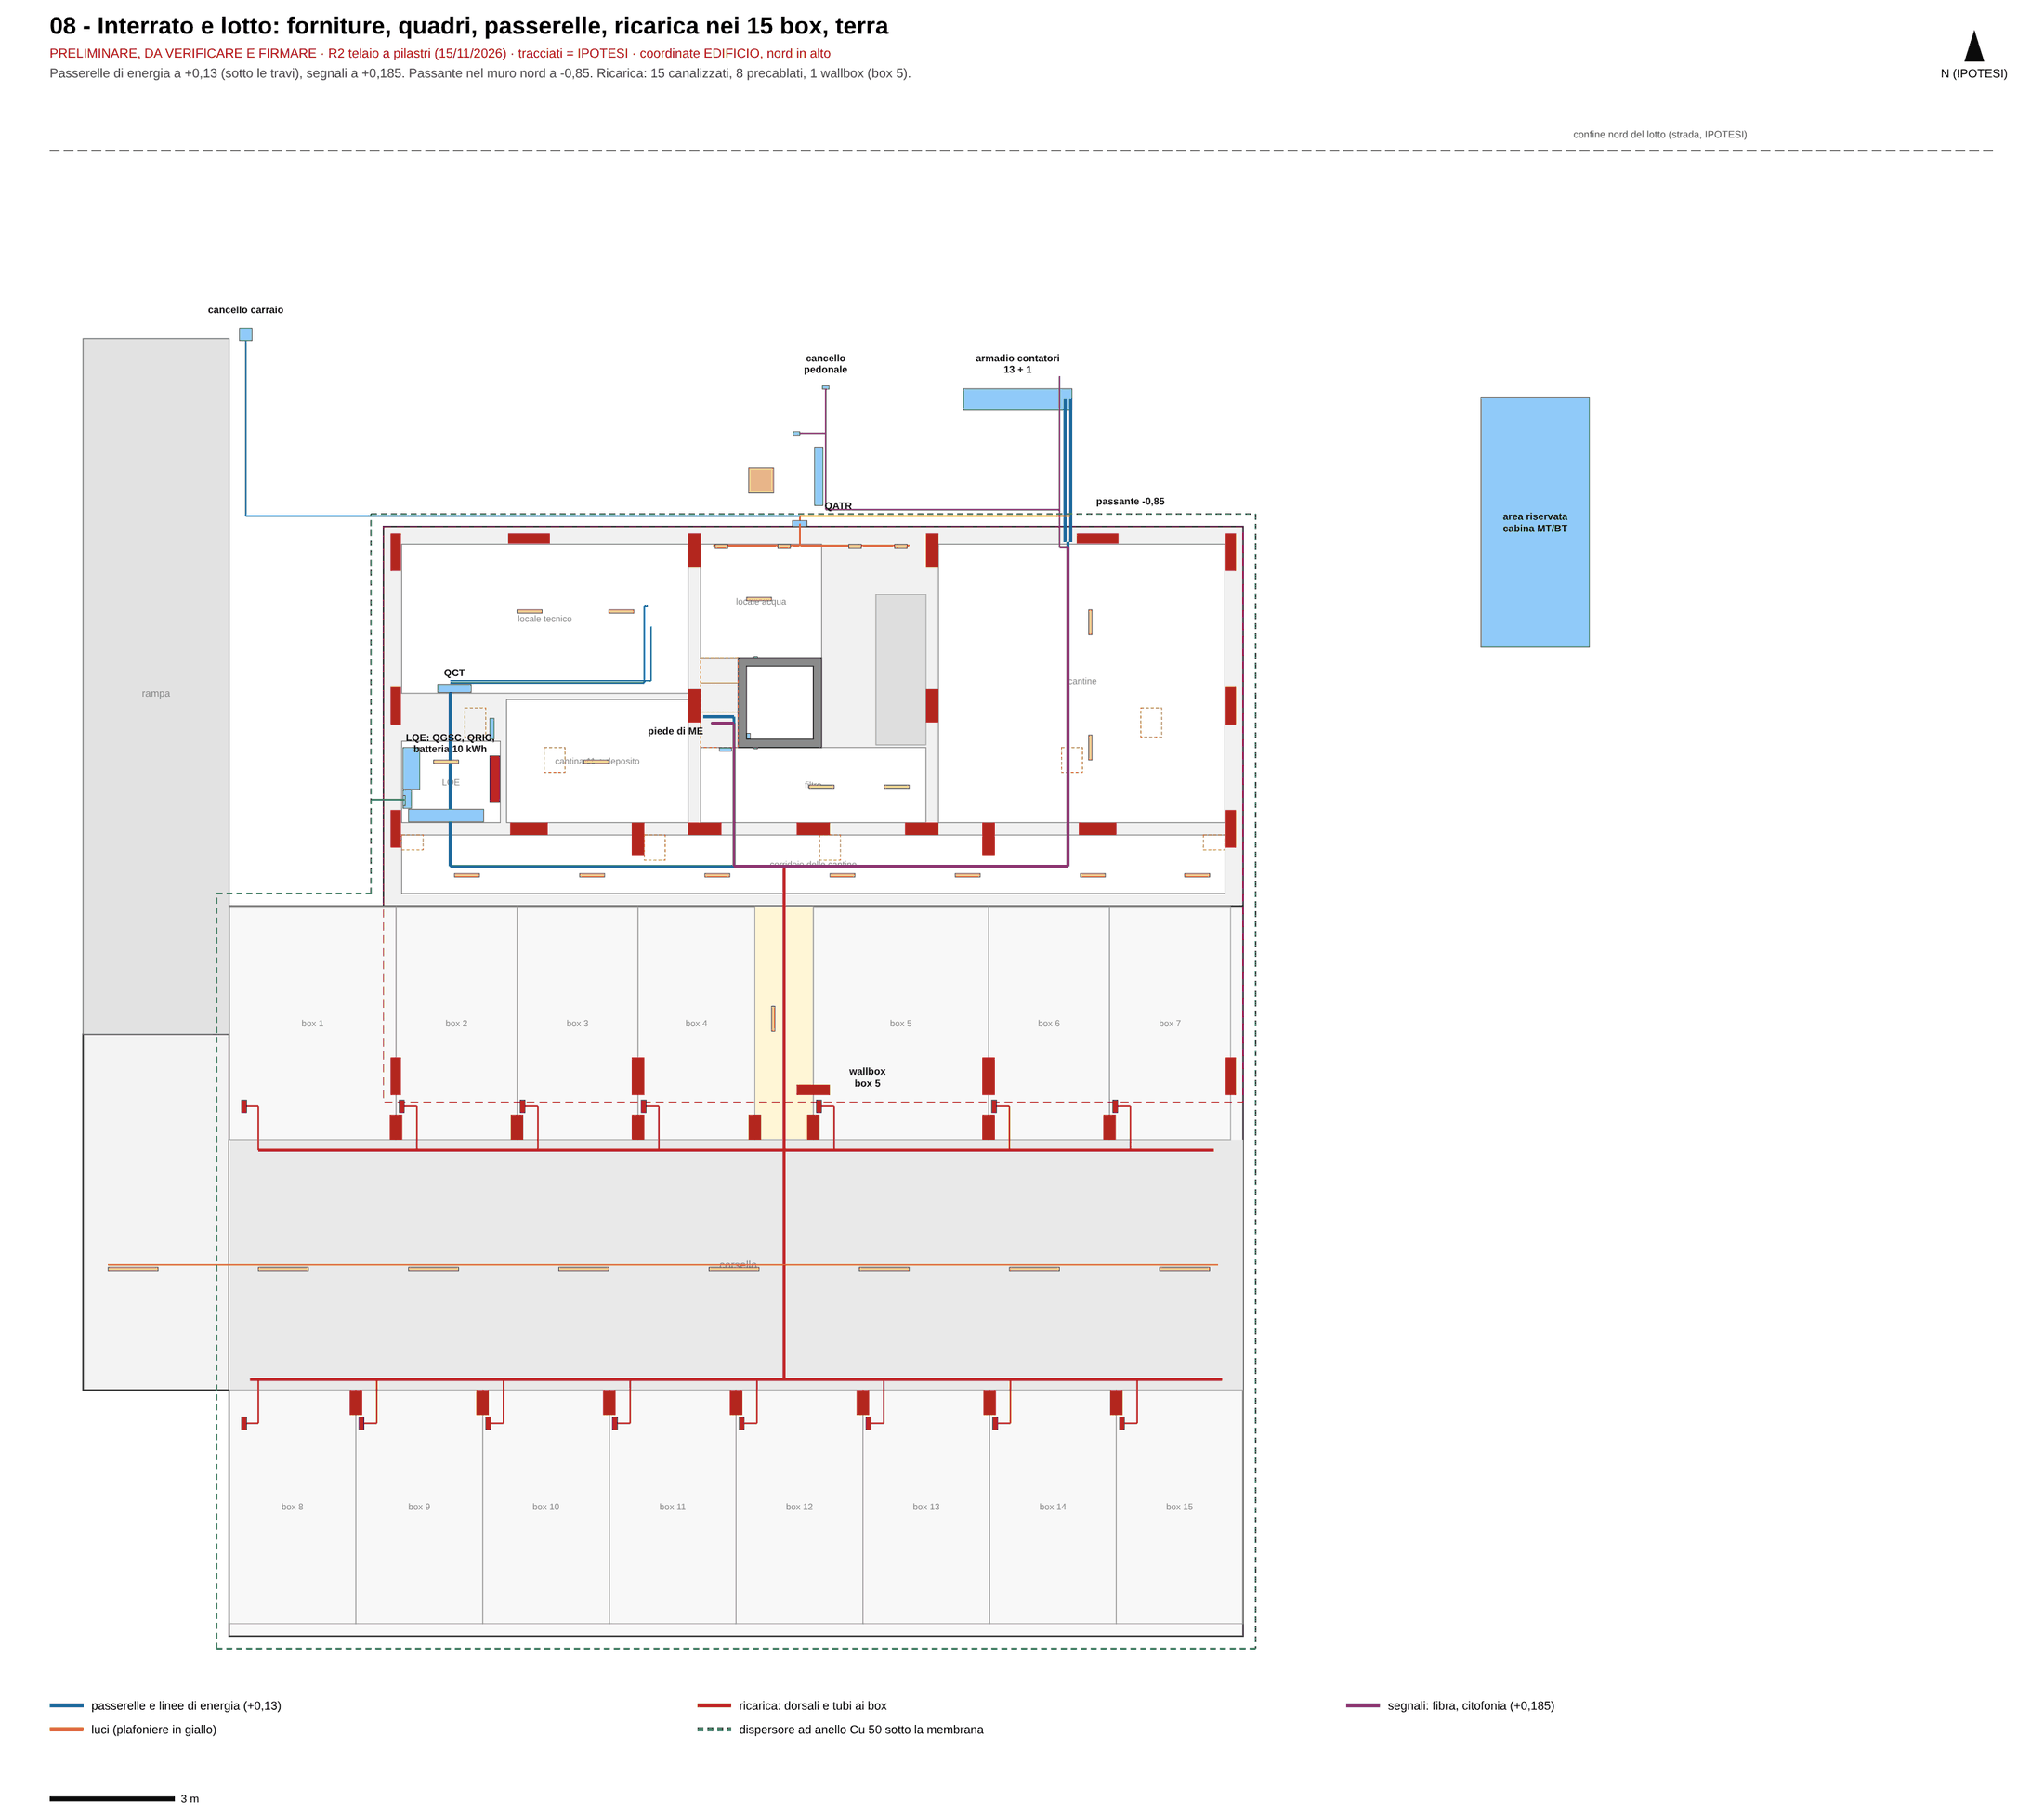 08 - Interrato e lotto: forniture, quadri, passerelle, ricarica nei 15 box, terra
PRELIMINARE, DA VERIFICARE E FIRMARE · R2 telaio a pilastri (15/11/2026) · tracciati = IPOTESI · coordinate EDIFICIO, nord in alto
Passerelle di energia a +0,13 (sotto le travi), segnali a +0,185. Passante nel muro nord a -0,85. Ricarica: 15 canalizzati, 8 precablati, 1 wallbox (box 5).
N (IPOTESI)
confine nord del lotto (strada, IPOTESI)
cancello carraio
cancello
pedonale
armadio contatori
13 + 1
QATR
passante -0,85
area riservata
cabina MT/BT
locale tecnico
locale acqua
QCT
cantine
rampa
piede di ME
LQE: QGSC, QRIC,
batteria 10 kWh
deposito
LQE
filtro
corridoio delle cantine
box 1
box 2
box 3
box 4
box 5
box 6
box 7
wallbox
box 5
corsello
box 8
box 9
box 10
box 11
box 12
box 13
box 14
box 15
passerelle e linee di energia (+0,13)
ricarica: dorsali e tubi ai box
segnali: fibra, citofonia (+0,185)
luci (plafoniere in giallo)
dispersore ad anello Cu 50 sotto la membrana
3 m